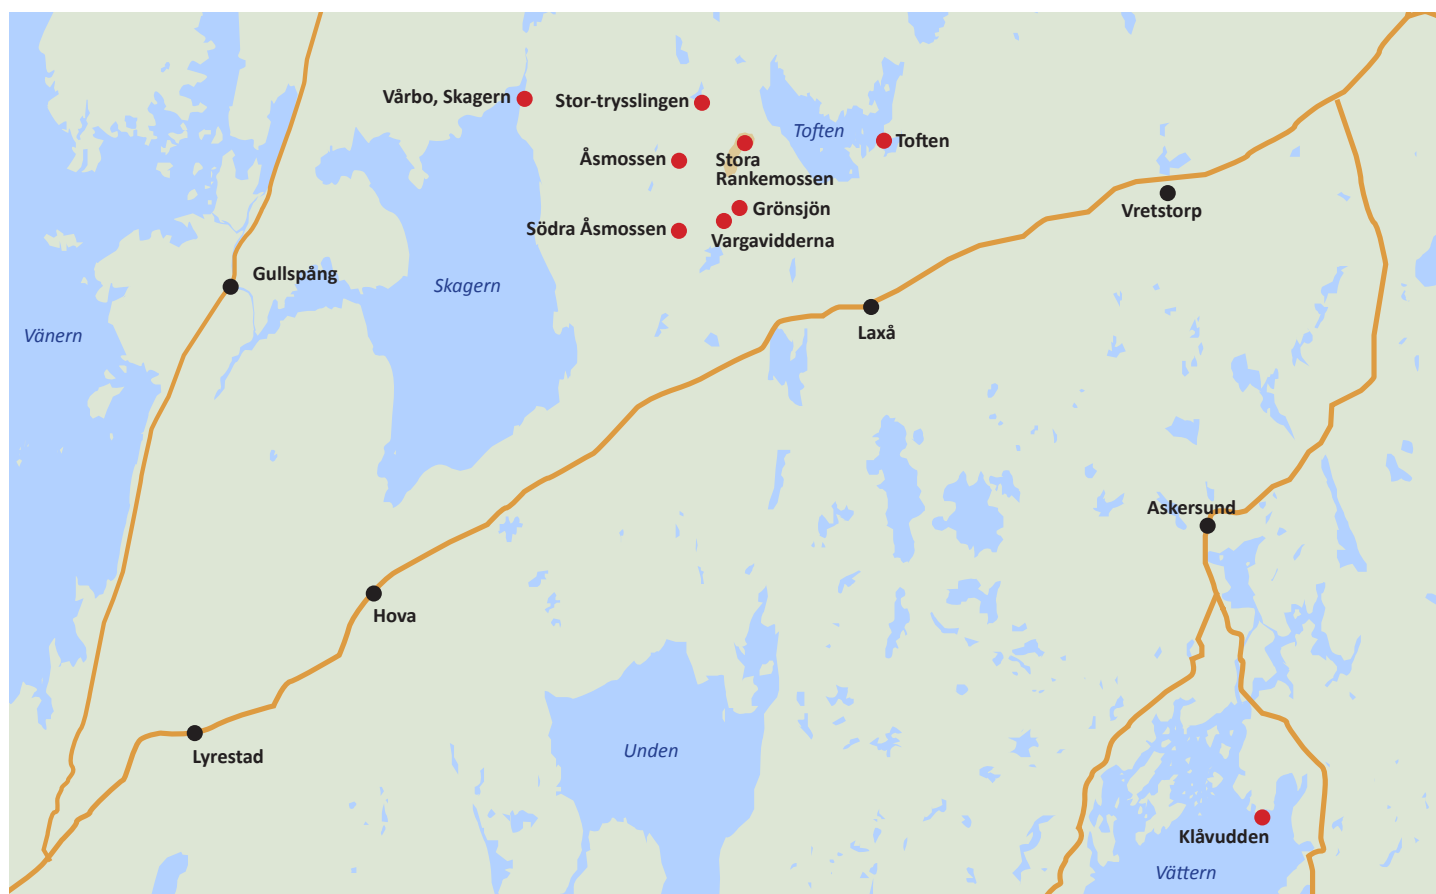 Vårbo, Skagern
Stor-trysslingen
Toften
Toften
Åsmossen
Stora
Rankemossen
Grönsjön
Vretstorp
Södra Åsmossen
Vargavidderna
Gullspång
Skagern
Vänern
Laxå
Askersund
Hova
Lyrestad
Unden
Klåvudden
Vättern